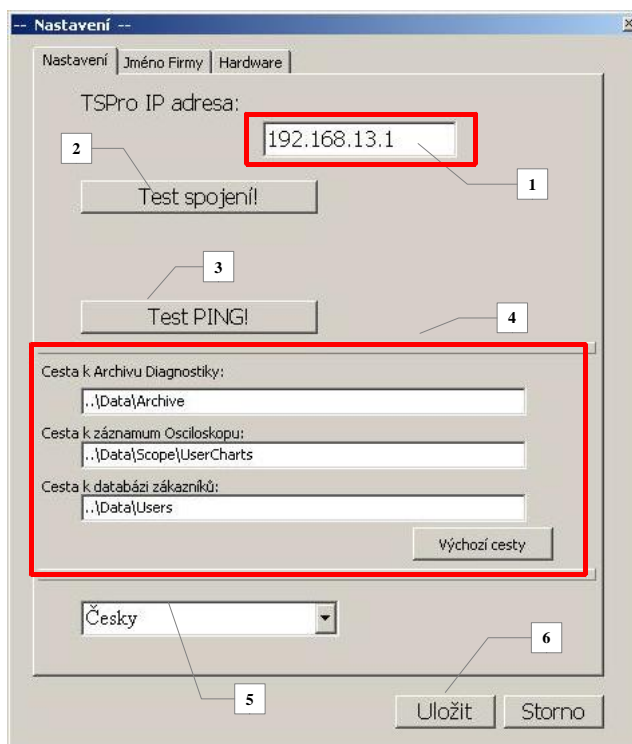 -- Nastavení --
Nastavení Jméno Firmy Hardware
TSPro IP adresa:
192.168.13.1
2
1
Test spojení!
3
Test PING!
4
Cesta k Archivu Diagnostiky:
..\Data\Archive
Cesta k záznamum Osciloskopu:
..\Data\Scope\UserCharts
Cesta k databázi zákazníků:
..\Data\Users
Výchozí cesty
Česky
6
5
Uložit Storno